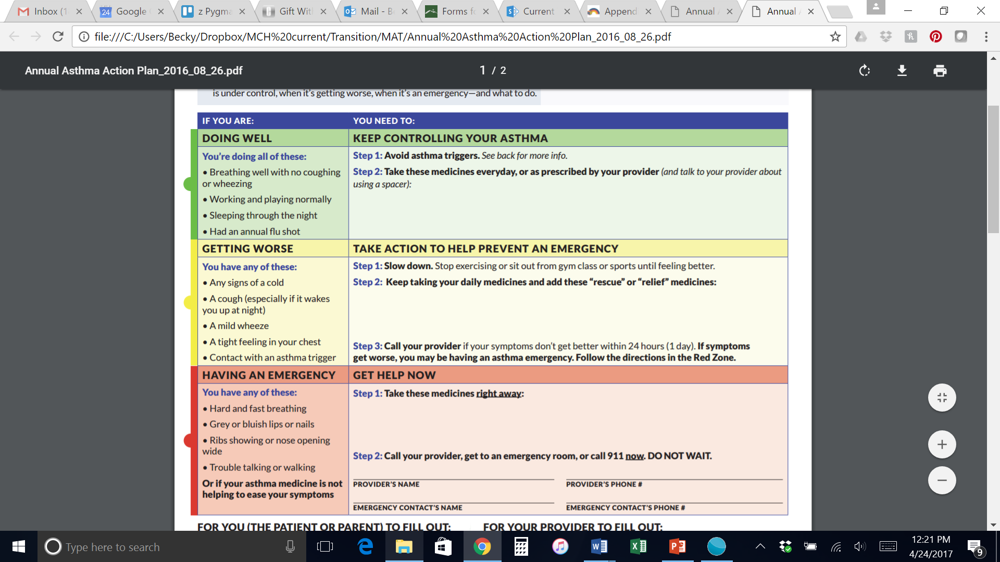 Inbox (1
Google
z Pygma
Gift Wit
Mail - B
Forms fo
Current
Append
Annual
Annual
file:///C:/Users/Becky/Dropbox/MCH%20current/Transition/MAT/Annual%20Asthma%20Action%20Plan_2016_08_26.pdf
Annual Asthma Action Plan_2016_08_26.pdf
1 / 2
is under control, when it's getting worse, when it's an emergency—and what to do.
IF YOU ARE:
YOU NEED TO:
DOING WELL
KEEP CONTROLLING YOUR ASTHMA
You're doing all of these:
• Breathing well with no coughing
or wheezing
• Working and playing normally
• Sleeping through the night
• Had an annual flu shot
Step 1: Avoid asthma triggers. See back for more info.
Step 2: Take these medicines everyday, or as prescribed by your provider (and talk to your provider about
using a spacer):
GETTING WORSE
TAKE ACTION TO HELP PREVENT AN EMERGENCY
You have any of these:
• Any signs of a cold
• A cough (especially if it wakes
you up at night)
• A mild wheeze
• A tight feeling in your chest
• Contact with an asthma trigger
Step 1: Slow down. Stop exercising or sit out from gym class or sports until feeling better.
Step 2: Keep taking your daily medicines and add these “rescue” or “relief” medicines:
Step 3: Call your provider if your symptoms don't get better within 24 hours (1 day). If symptoms
get worse, you may be having an asthma emergency. Follow the directions in the Red Zone.
HAVING AN EMERGENCY
GET HELP NOW
You have any of these:
• Hard and fast breathing
• Grey or bluish lips or nails
• Ribs showing or nose opening
wide
• Trouble talking or walking
Or if your asthma medicine is not
helping to ease your symptoms
Step 1: Take these medicines right away:
Step 2: Call your provider, get to an emergency room, or call 911 now. DO NOT WAIT.
PROVIDER'S NAME
PROVIDER'S PHONE #
EMERGENCY CONTACT'S NAME
EMERGENCY CONTACT'S PHONE #
FOR YOU (THE PATIENT OR PARENT) TO FILL OUT:
FOR YOUR PROVIDER TO FILL OUT:
Type here to search
12:21 PM
4/24/2017
9